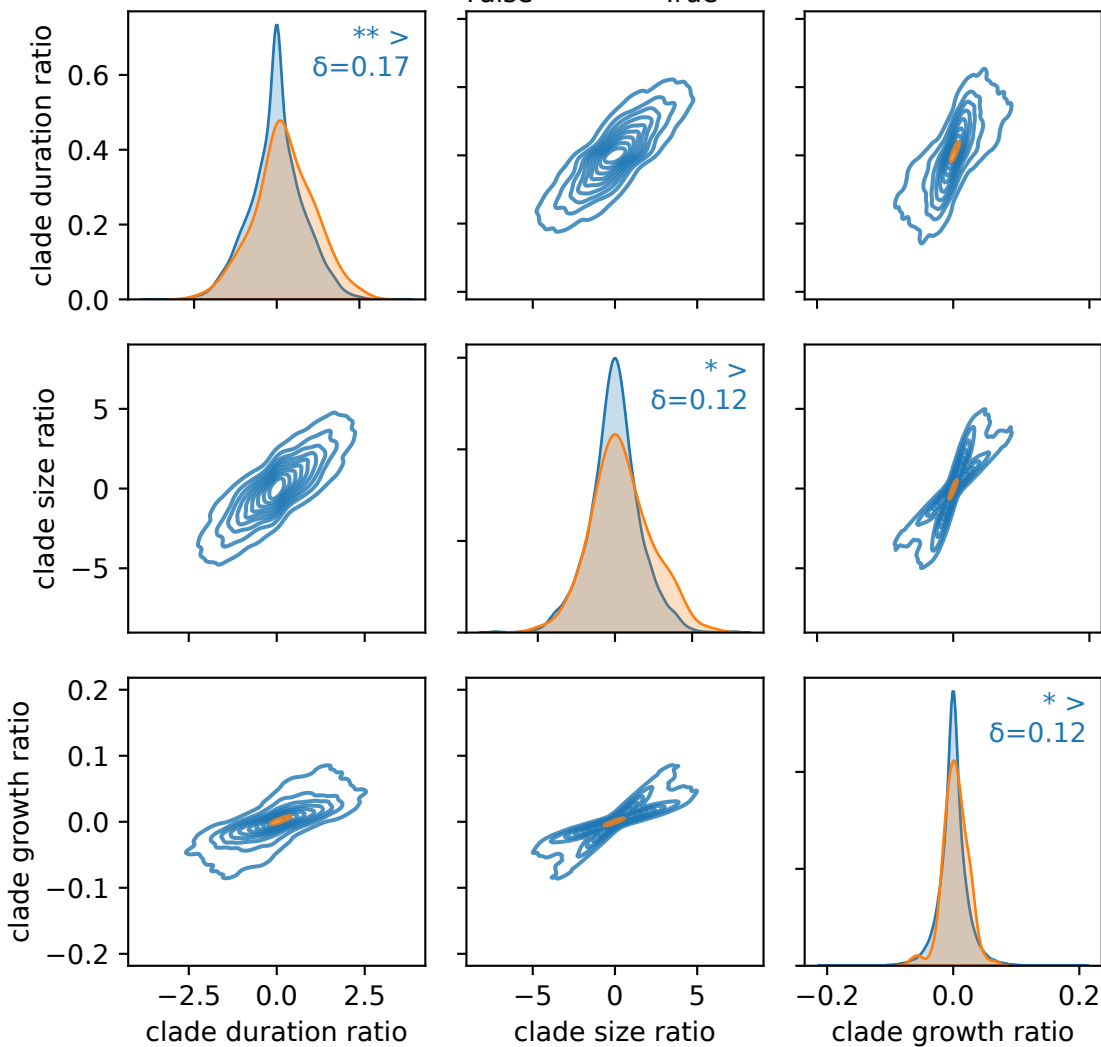 False True
clade duration ratio
0.6
0.4
0.2
0.0
** >
δ=0.17
clade size ratio
5
0
−5
* >
δ=0.12
clade growth ratio
0.2
0.1
0.0
−0.1
−0.2
* >
δ=0.12
−2.5 0.0 2.5
−5 0 5
−0.2 0.0 0.2
clade duration ratio
clade size ratio
clade growth ratio